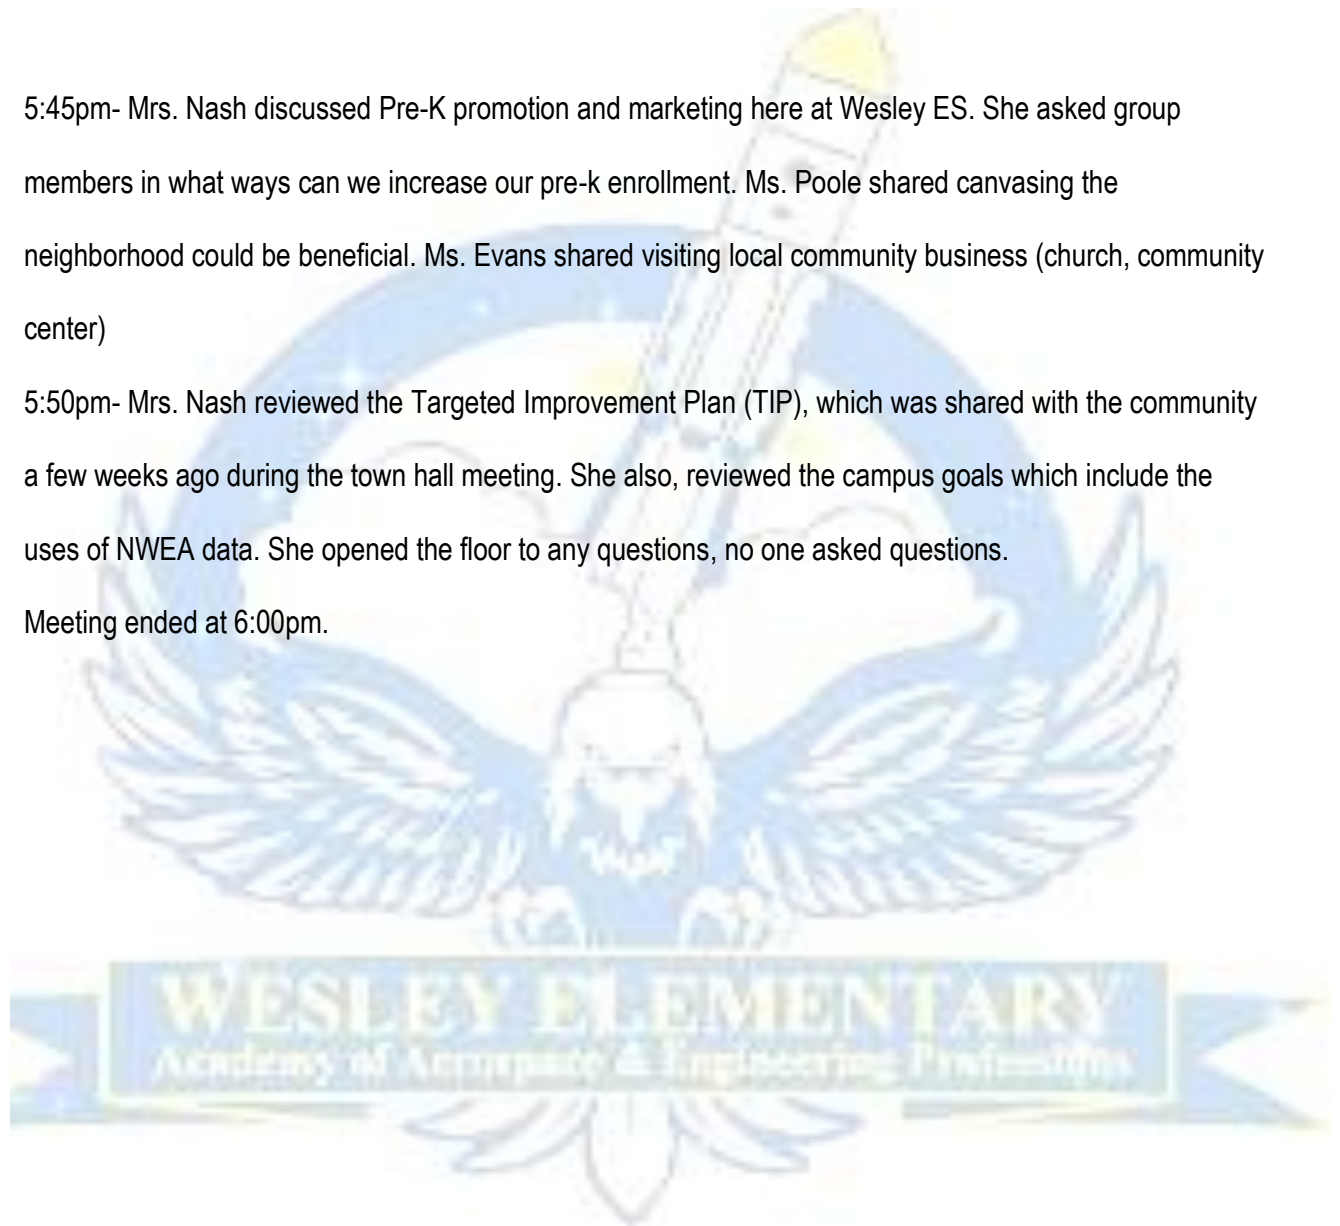 5:45pm- Mrs. Nash discussed Pre-K promotion and marketing here at Wesley ES. She asked group
members in what ways can we increase our pre-k enrollment. Ms. Poole shared canvasing the
neighborhood could be beneficial. Ms. Evans shared visiting local community business (church, community
center)
5:50pm- Mrs. Nash reviewed the Targeted Improvement Plan (TIP), which was shared with the community
a few weeks ago during the town hall meeting. She also, reviewed the campus goals which include the
uses of NWEA data. She opened the floor to any questions, no one asked questions.
Meeting ended at 6:00pm.
WESLEY ELEMENTARY
Academy of Aerospace & Engineering Professions